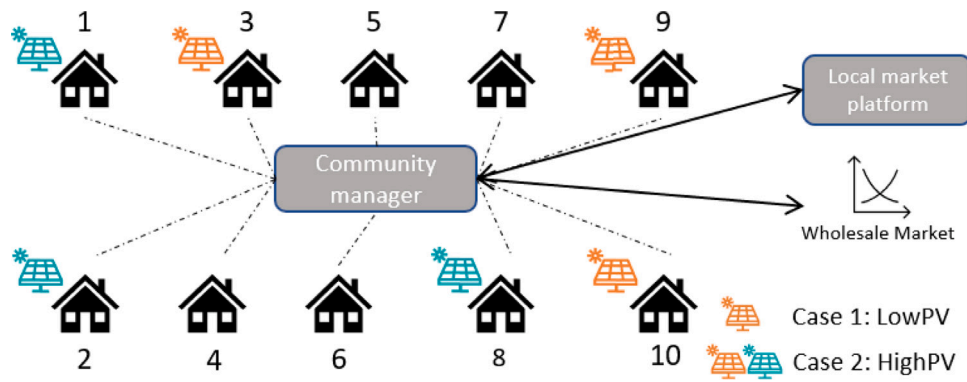 1
3
5
7
9
Local market
platform
Community
manager
Wholesale Market
2
4
6
8
10
Case 1: LowPV
Case 2: HighPV